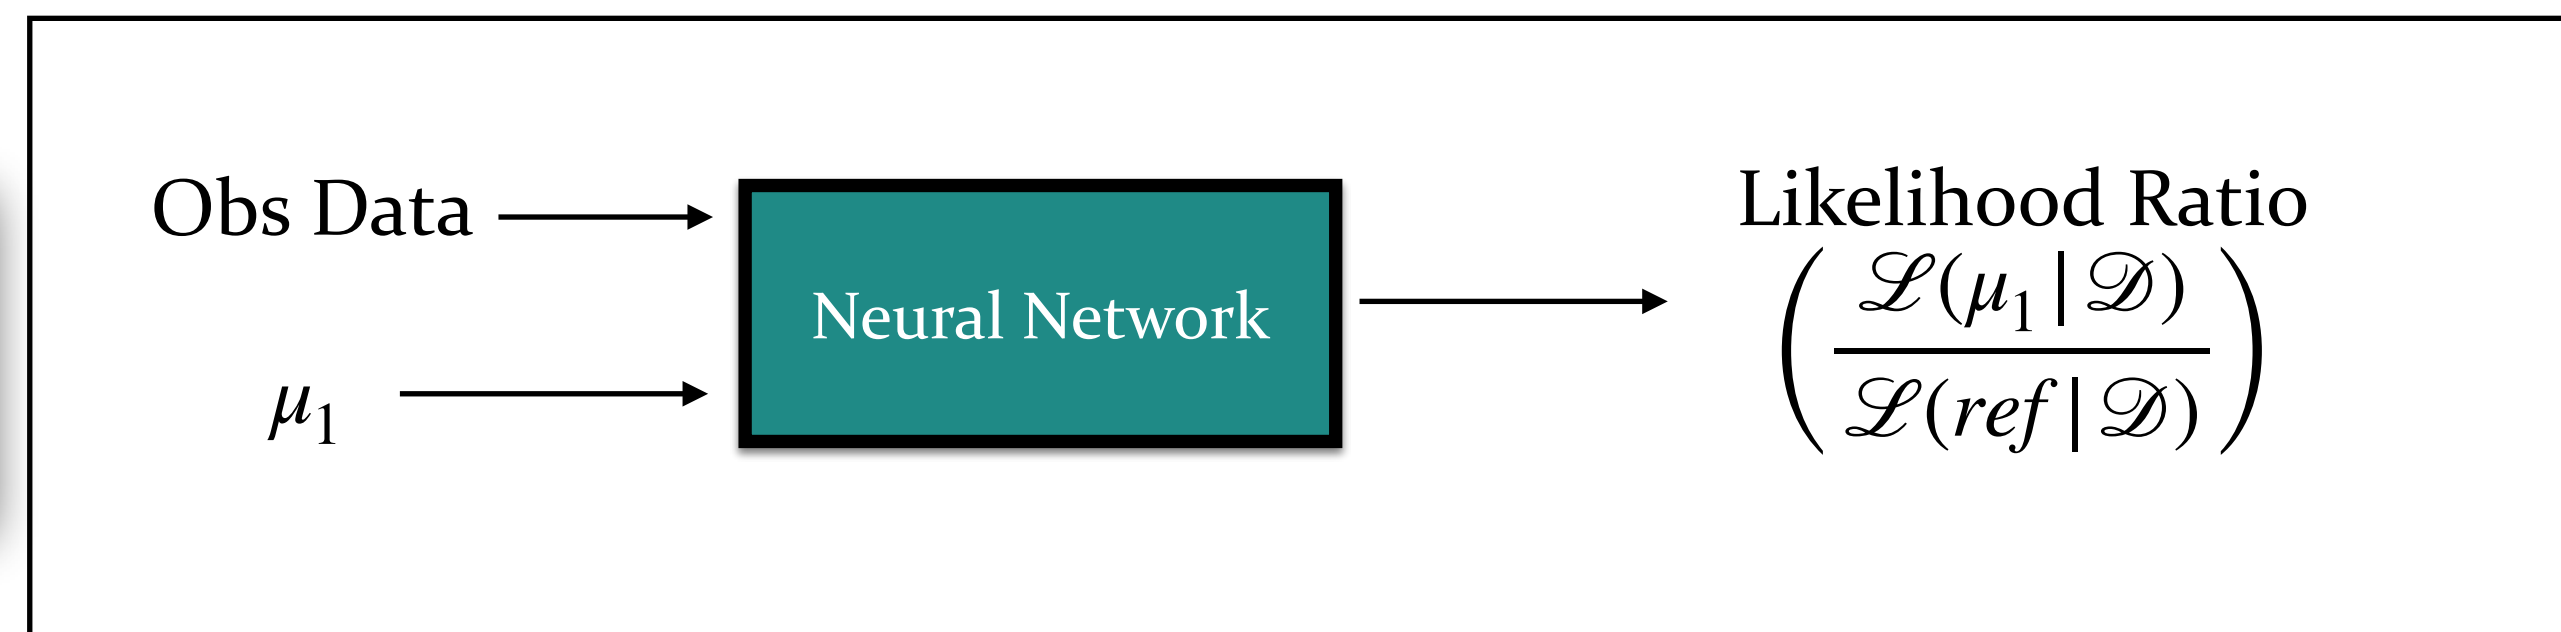 Obs Data
μ₁
Neural Network
Likelihood Ratio
(ℒ(μ₁ | 𝒟)
ℒ(ref | 𝒟))